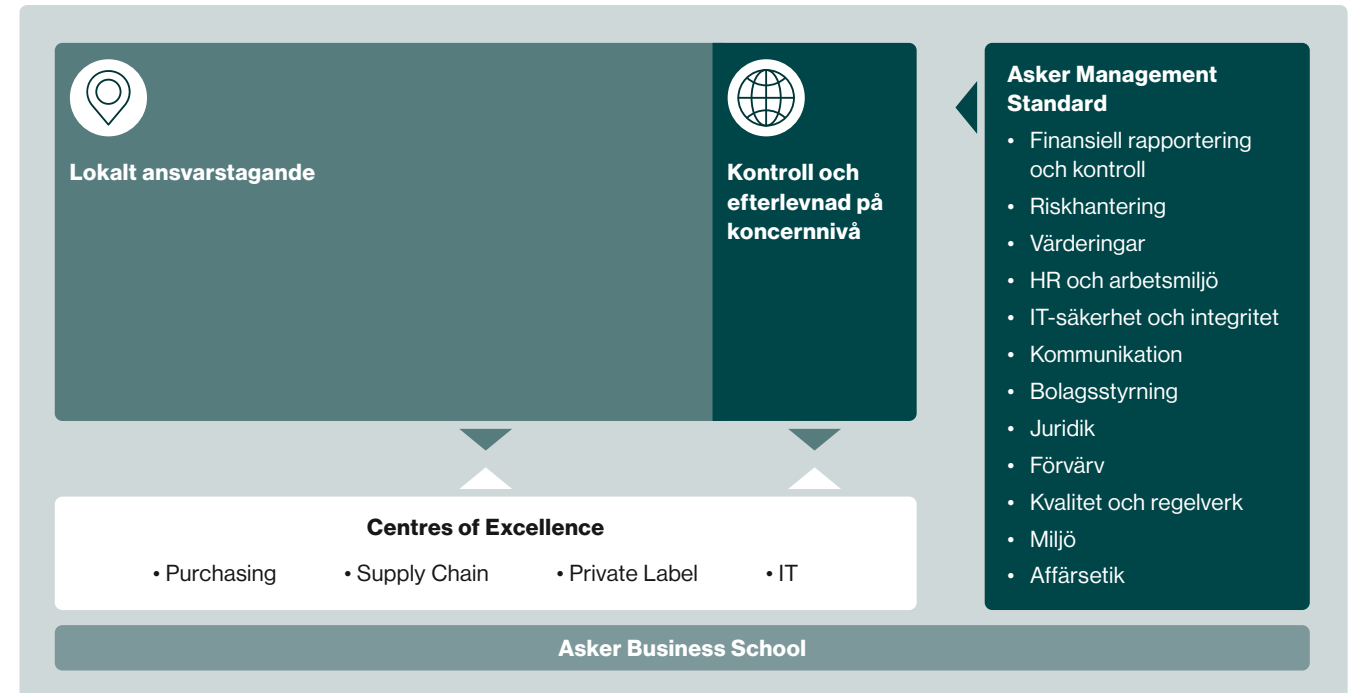 Lokalt ansvarstagande
Kontroll och
efterlevnad på
koncernnivå
Asker Management
Standard
• Finansiell rapportering
och kontroll
• Riskhantering
• Värderingar
• HR och arbetsmiljö
• IT-säkerhet och integritet
• Kommunikation
• Bolagsstyrning
• Juridik
• Förvärv
• Kvalitet och regelverk
• Miljö
• Affärsetik
Centres of Excellence
• Purchasing • Supply Chain • Private Label • IT
Asker Business School